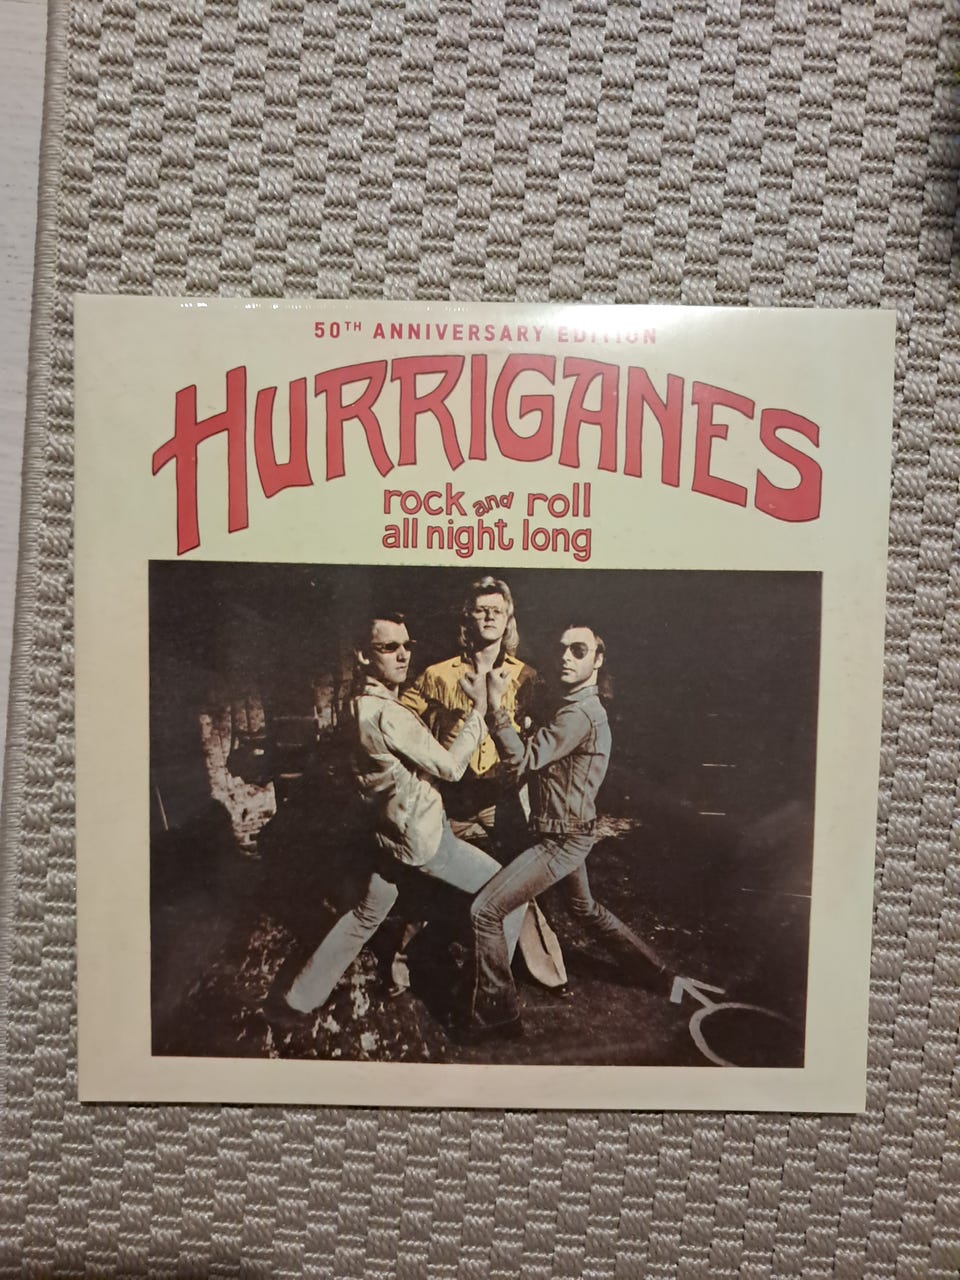 50TH ANNIVERSARY EDITION
HURRIGANES
rock and roll
all night long